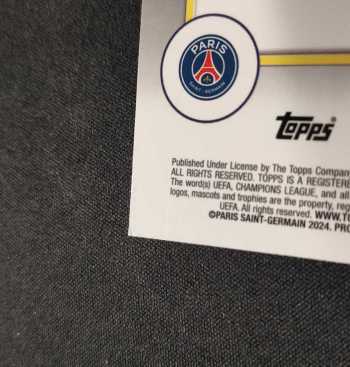 PARIS
SAINT-GERMAIN
TOPPS®
Published Under License by The Topps Compan
ALL RIGHTS RESERVED. TOPPS IS A REGISTERE
The word(s) UEFA, CHAMPIONS LEAGUE, and all
logos, mascots and trophies are the property, reg
UEFA. All rights reserved. WWW.TO
©PARIS SAINT-GERMAIN 2024. PRO